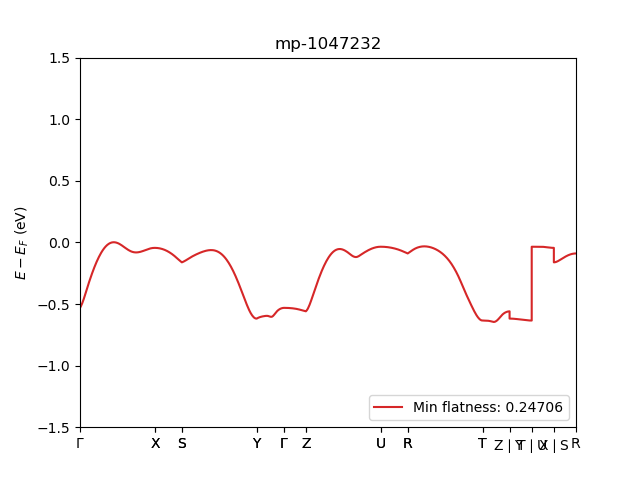 mp-1047232
E − E_F (eV)
1.5
1.0
0.5
0.0
−0.5
−1.0
−1.5
Min flatness: 0.24706
Γ X S Y Γ Z U R T Z | Y T | U X | S R